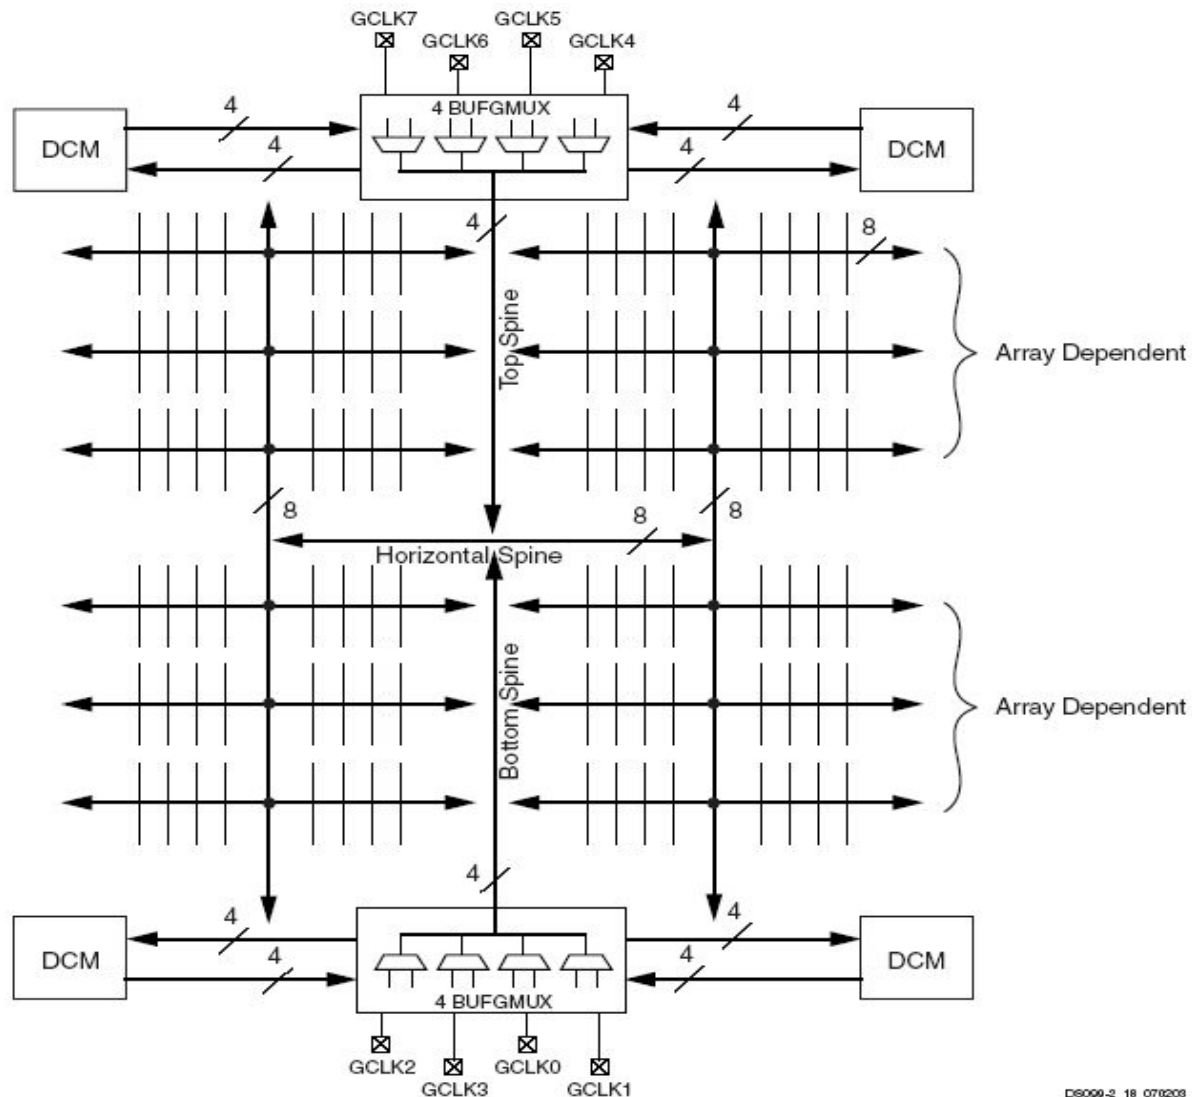 GCLK7
GCLK5
GCLK6
GCLK4
4
4 BUFGMUX
4
DCM
DCM
4
4
4
8
Top Spine
Array Dependent
8
8
8
Horizontal Spine
Bottom Spine
Array Dependent
4
4
4
DCM
4
4
DCM
4 BUFGMUX
GCLK2
GCLK0
GCLK3
GCLK1
DS099-2_18_070203